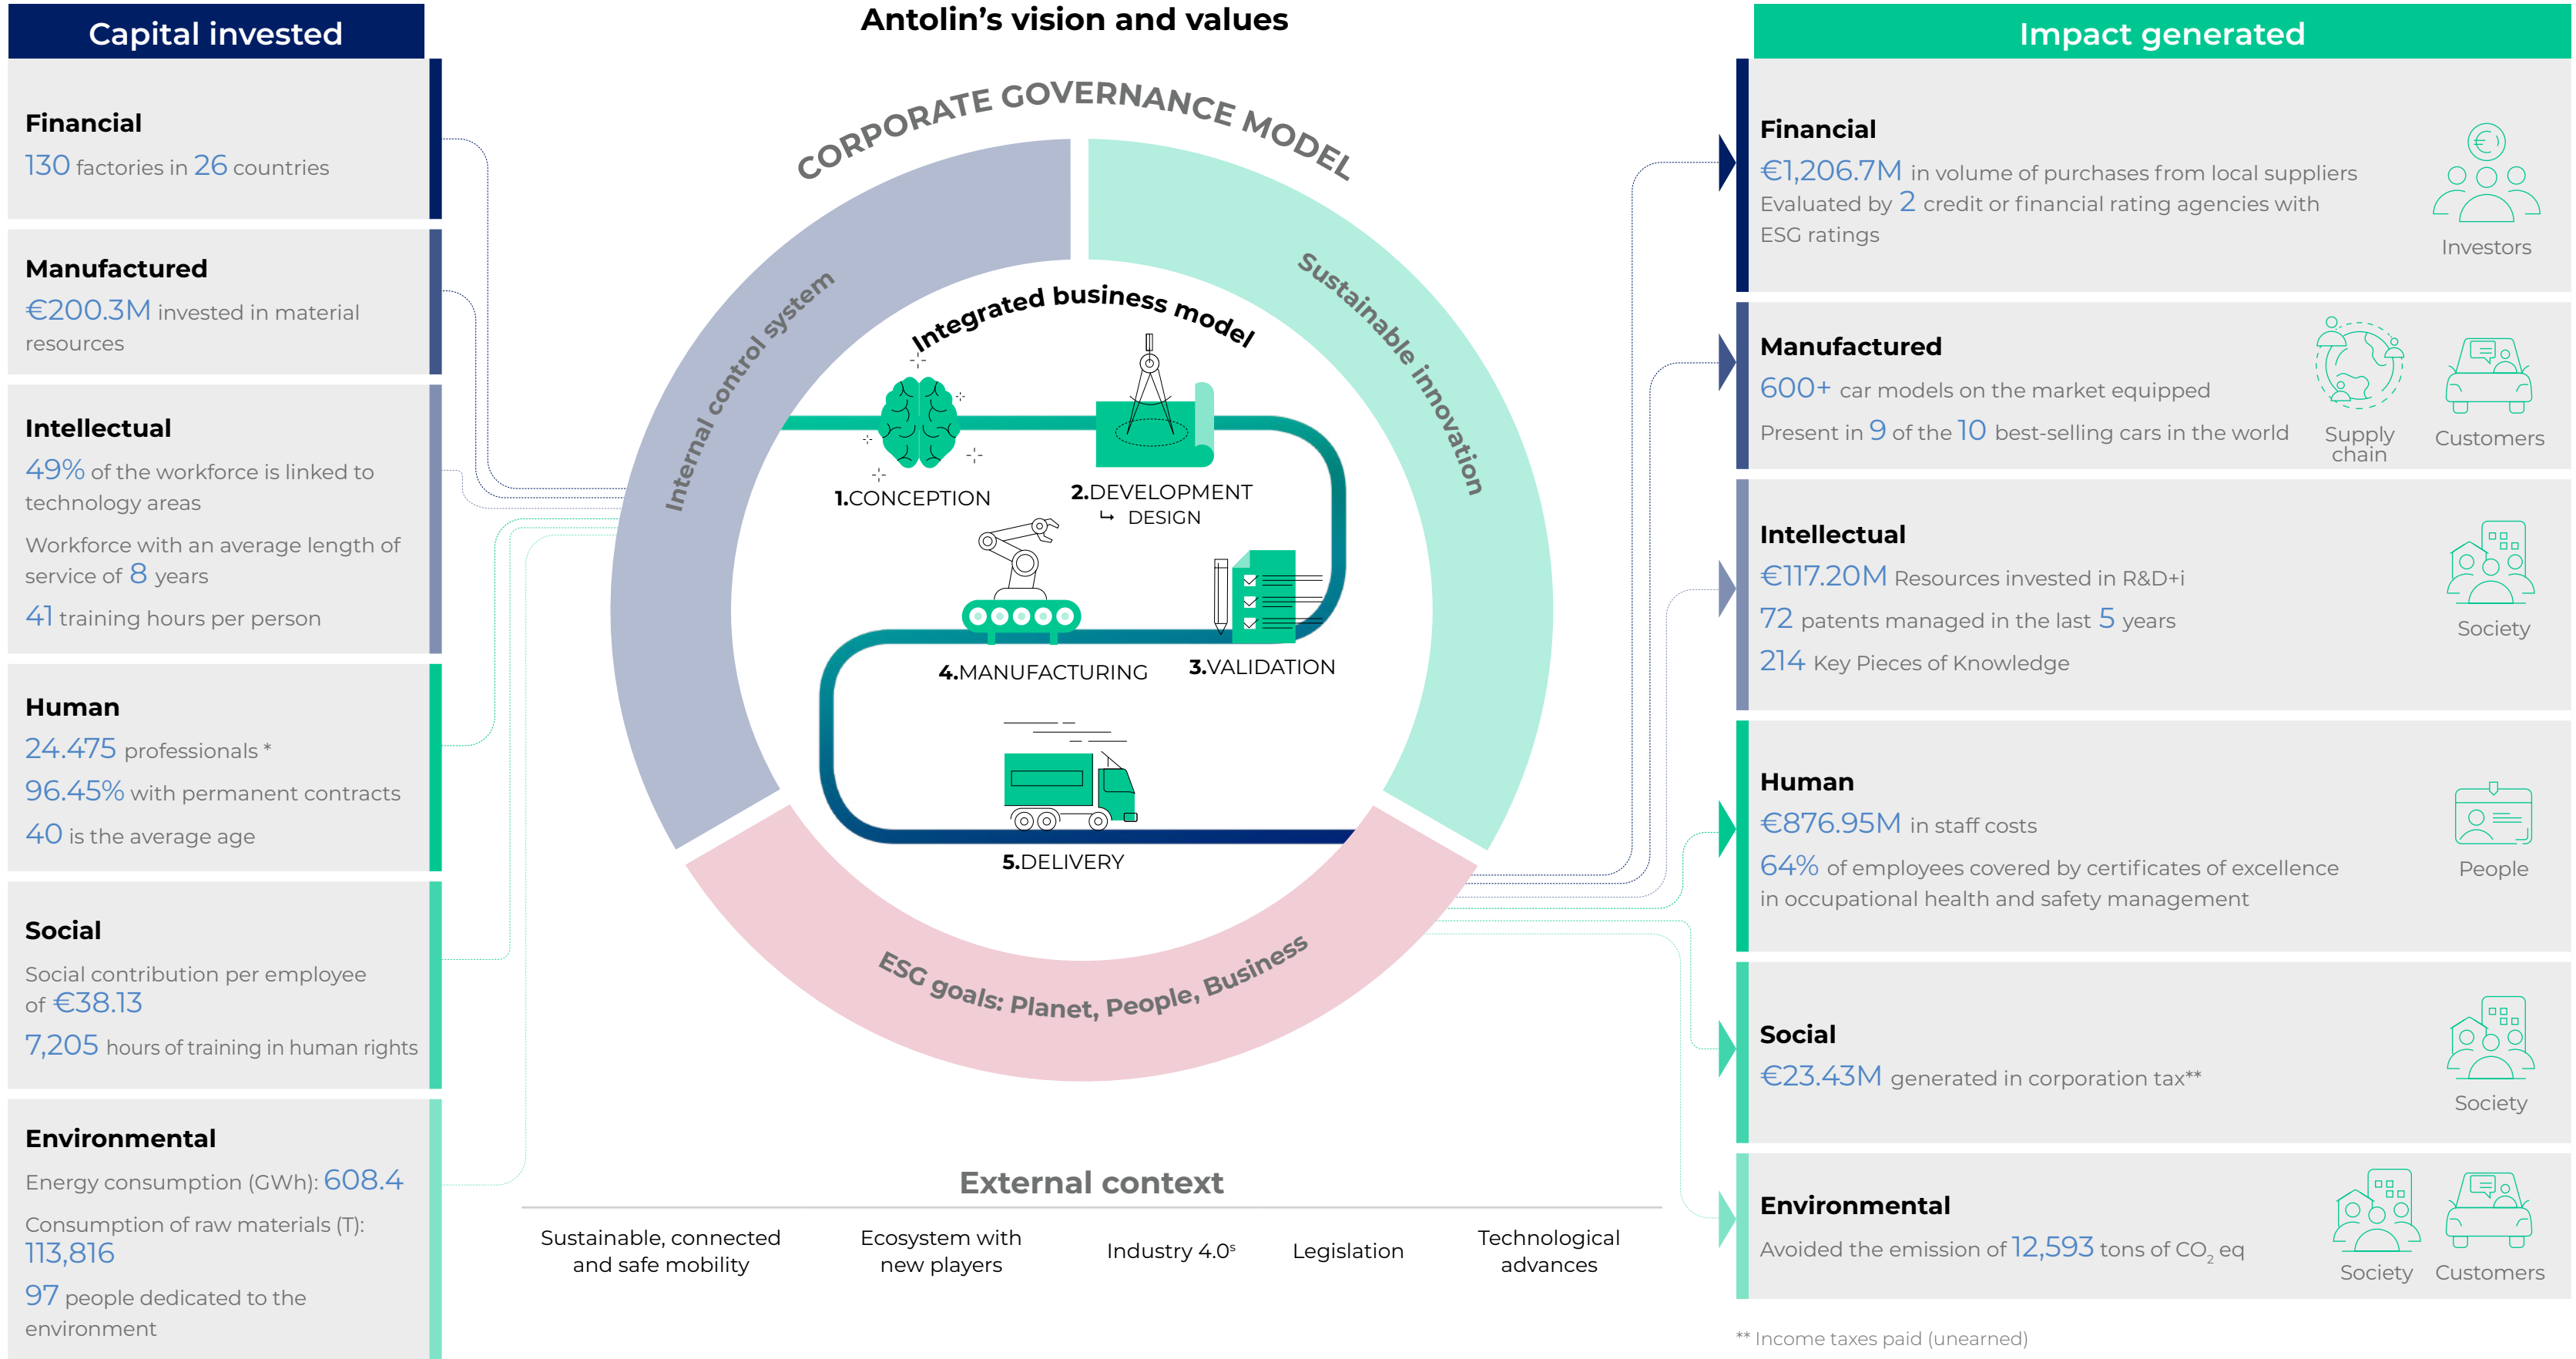 Capital invested
Financial
130 factories in 26 countries
Manufactured
€200.3M invested in material
resources
Intellectual
49% of the workforce is linked to
technology areas
Workforce with an average length of
service of 8 years
41 training hours per person
Human
24.475 professionals *
96.45% with permanent contracts
40 is the average age
Social
Social contribution per employee
of €38.13
7,205 hours of training in human rights
Environmental
Energy consumption (GWh): 608.4
Consumption of raw materials (T):
113,816
97 people dedicated to the
environment
Antolin’s vision and values
CORPORATE GOVERNANCE MODEL
Internal control system
Sustainable innovation
Integrated business model
1.CONCEPTION
2.DEVELOPMENT
↳ DESIGN
3.VALIDATION
4.MANUFACTURING
5.DELIVERY
ESG goals: Planet, People, Business
External context
Sustainable, connected
and safe mobility
Ecosystem with
new players
Industry 4.0s
Legislation
Technological
advances
Impact generated
Financial
€1,206.7M in volume of purchases from local suppliers
Evaluated by 2 credit or financial rating agencies with
ESG ratings
Investors
Manufactured
600+ car models on the market equipped
Present in 9 of the 10 best-selling cars in the world
Supply
chain
Customers
Intellectual
€117.20M Resources invested in R&D+i
72 patents managed in the last 5 years
214 Key Pieces of Knowledge
Society
Human
€876.95M in staff costs
64% of employees covered by certificates of excellence
in occupational health and safety management
People
Social
€23.43M generated in corporation tax**
Society
Environmental
Avoided the emission of 12,593 tons of CO2 eq
Society
Customers
** Income taxes paid (unearned)